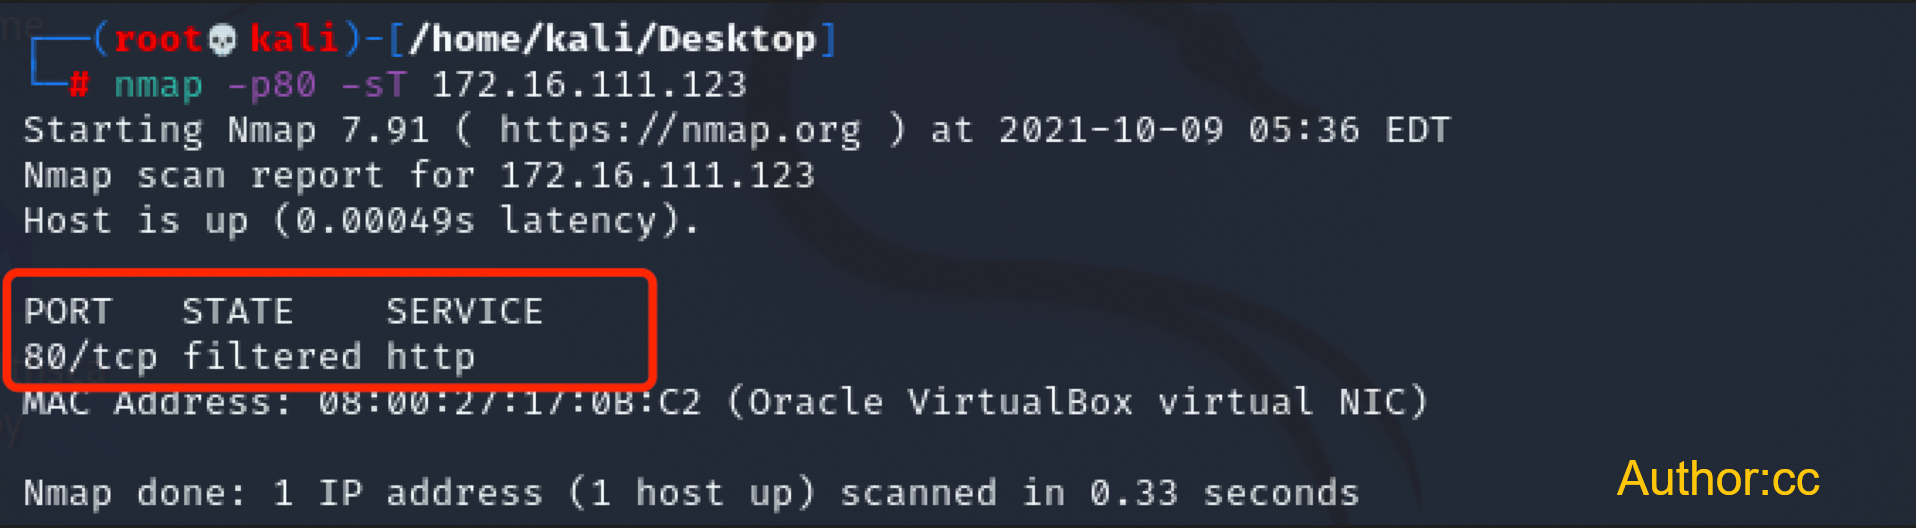 (root💀kali)-[/home/kali/Desktop]
# nmap -p80 -sT 172.16.111.123
Starting Nmap 7.91 ( https://nmap.org ) at 2021-10-09 05:36 EDT
Nmap scan report for 172.16.111.123
Host is up (0.00049s latency).
PORT   STATE    SERVICE
80/tcp filtered http
MAC Address: 08:00:27:17:0B:C2 (Oracle VirtualBox virtual NIC)
Nmap done: 1 IP address (1 host up) scanned in 0.33 seconds
Author:cc